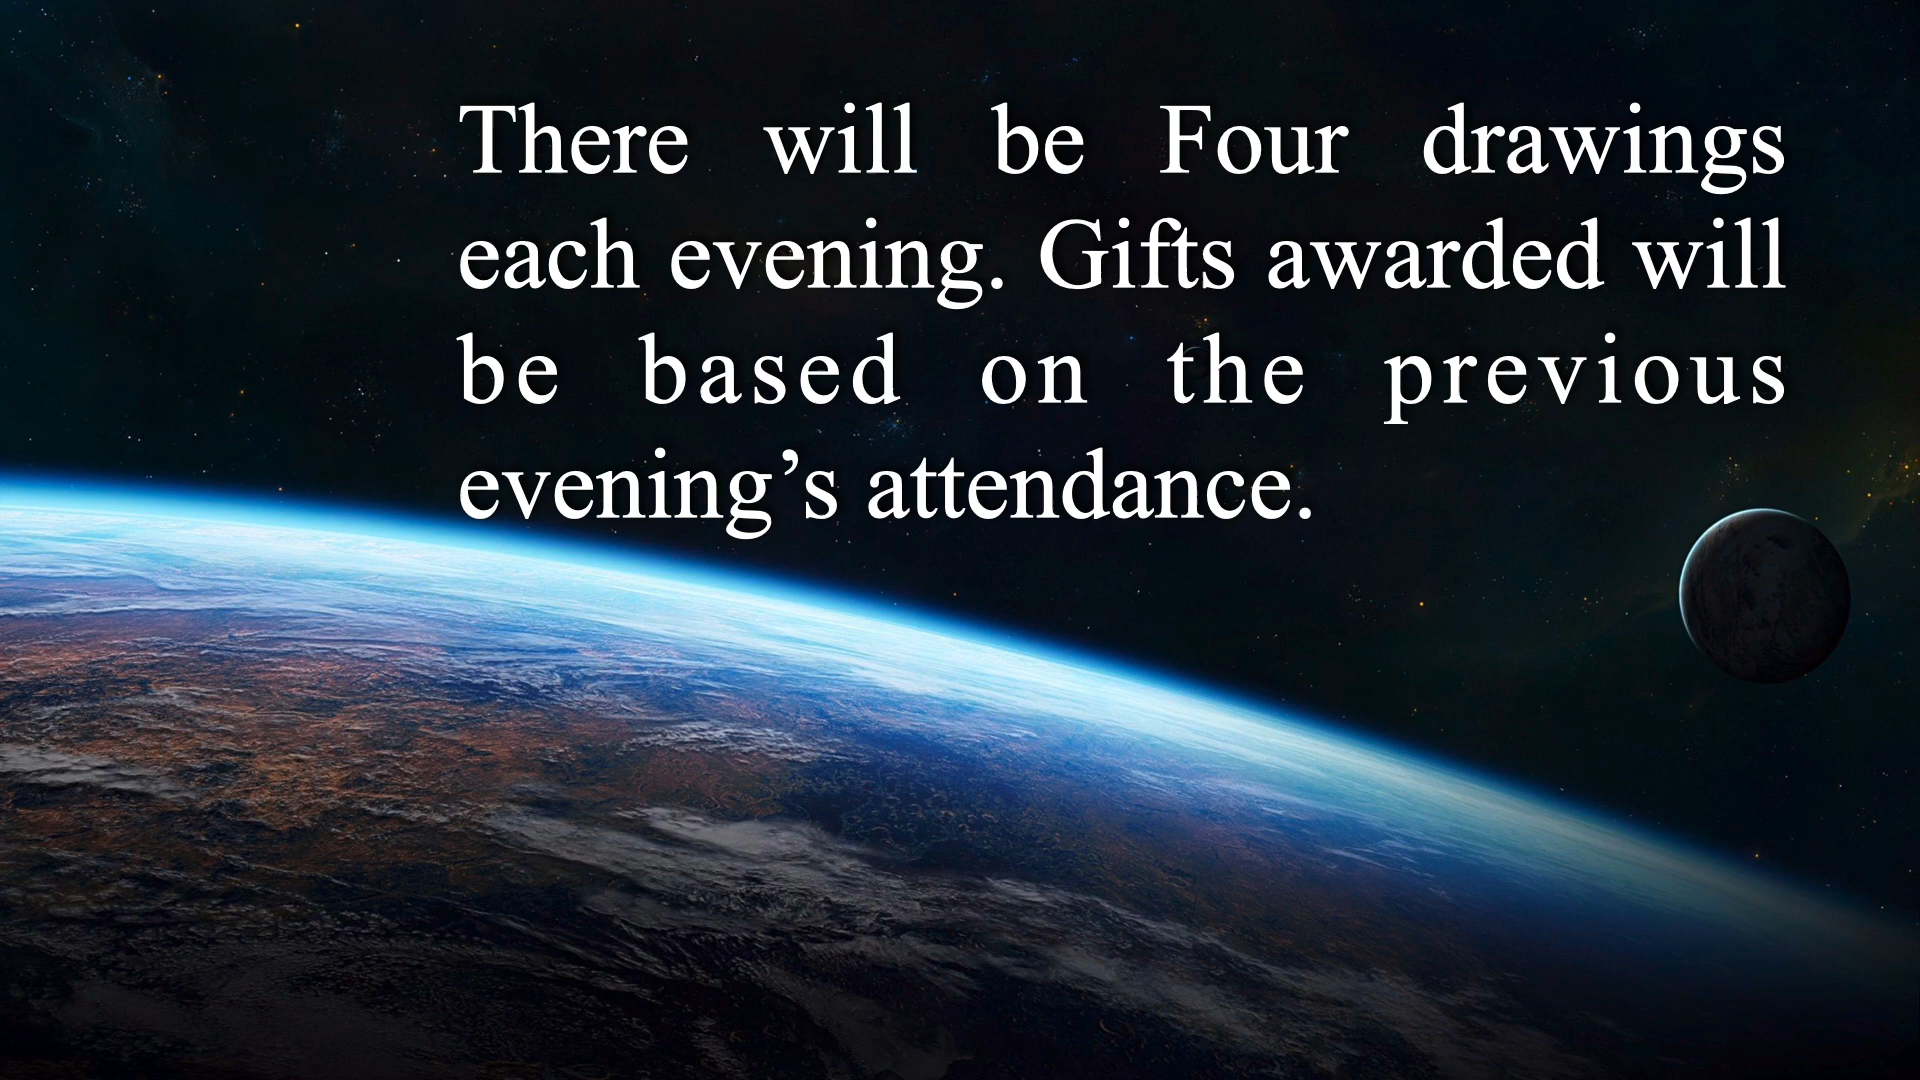 There will be Four drawings
each evening. Gifts awarded will
be based on the previous
evening’s attendance.